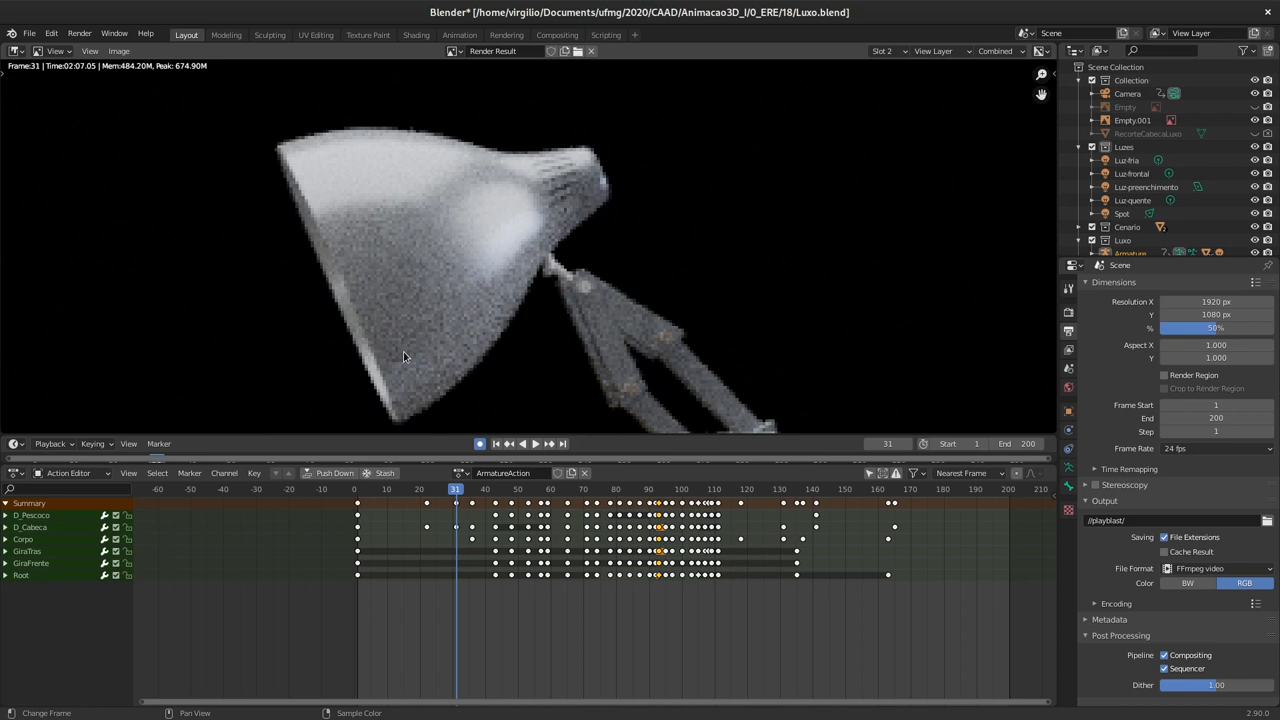 Blender* [/home/virgilio/Documents/ufmg/2020/CAAD/Animacao3D_I/0_ERE/18/Luxo.blend]
File Edit Render Window Help Layout Modeling Sculpting UV Editing Texture Paint Shading Animation Rendering Compositing Scripting + Scene View Layer
View View Image Render Result Slot 2 View Layer Combined
Frame:31 | Time:02:07.05 | Mem:484.20M, Peak: 674.90M
Scene Collection
Collection
Camera
Empty
Empty.001
RecorteCabecaLuxo
Luzes
Luz-fria
Luz-frontal
Luz-preenchimento
Luz-quente
Spot
Cenario
Luxo
Armature
Scene
Dimensions
Resolution X 1920 px
Y 1080 px
% 50%
Aspect X 1.000
Y 1.000
Render Region
Crop to Render Region
Frame Start 1
End 200
Step 1
Frame Rate 24 fps
Time Remapping
Stereoscopy
Output
//playblast/
Saving File Extensions
Cache Result
File Format FFmpeg video
Color BW RGB
Encoding
Metadata
Post Processing
Pipeline Compositing
Sequencer
Dither 1.00
Playback Keying View Marker 31 Start 1 End 200
Action Editor View Select Marker Channel Key Push Down Stash ArmatureAction Nearest Frame
-60 -50 -40 -30 -20 -10 0 10 20 31 40 50 60 70 80 90 100 110 120 130 140 150 160 170 180 190 200 210
Summary
D_Pescoco
D_Cabeca
Corpo
GiraTras
GiraFrente
Root
Change Frame Pan View Sample Color 2.90.0